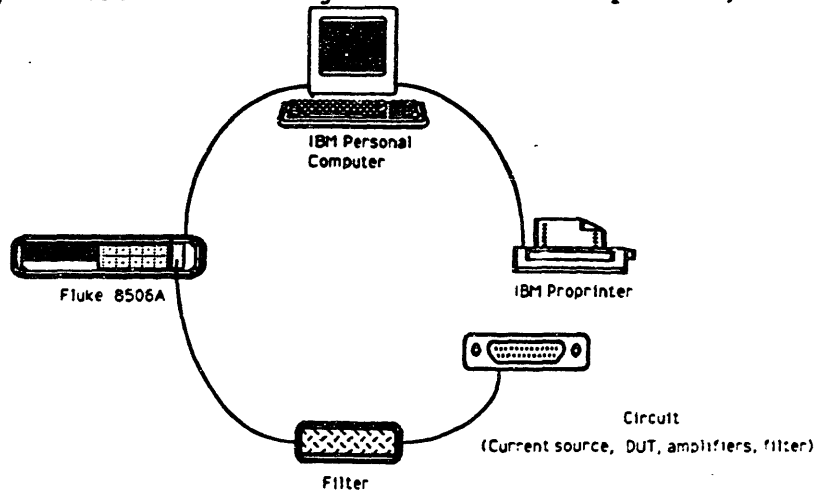 IBM Personal
Computer
Fluke 8506A
IBM Proprinter
Circuit
(Current source, DUT, amplifiers, filter)
Filter